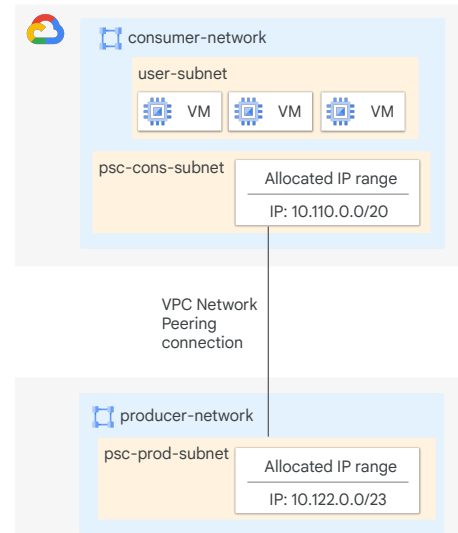 consumer-network
user-subnet
VM
VM
VM
psc-cons-subnet
Allocated IP range
IP: 10.110.0.0/20
VPC Network
Peering
connection
producer-network
psc-prod-subnet
Allocated IP range
IP: 10.122.0.0/23